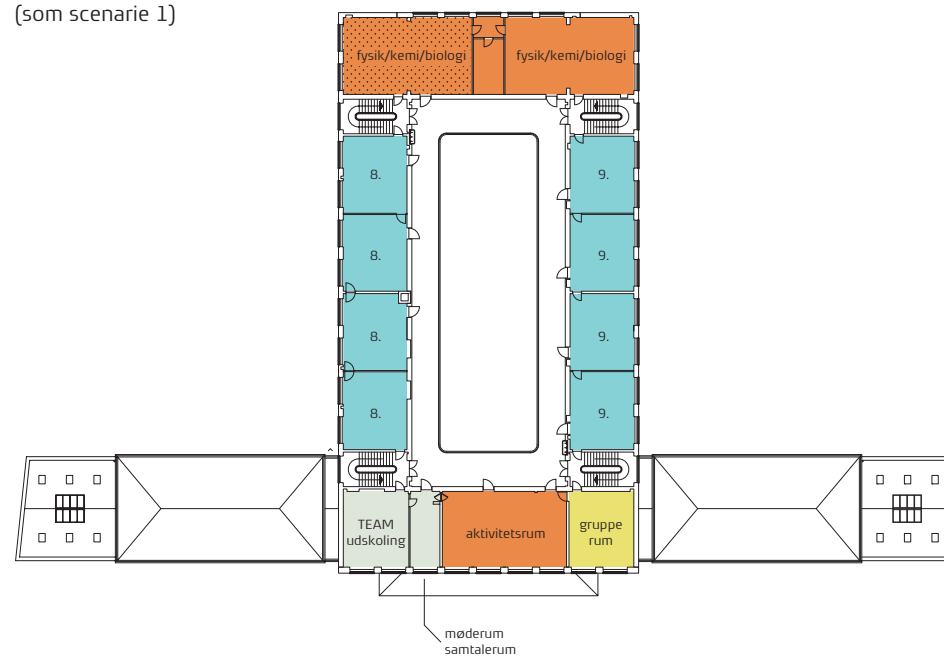 (som scenarie 1)
fysik/kemi/biologi
fysik/kemi/biologi
8.
9.
8.
9.
8.
9.
8.
9.
TEAM
udskoling
aktivitetsrum
gruppe
rum
møderum
samtalerum